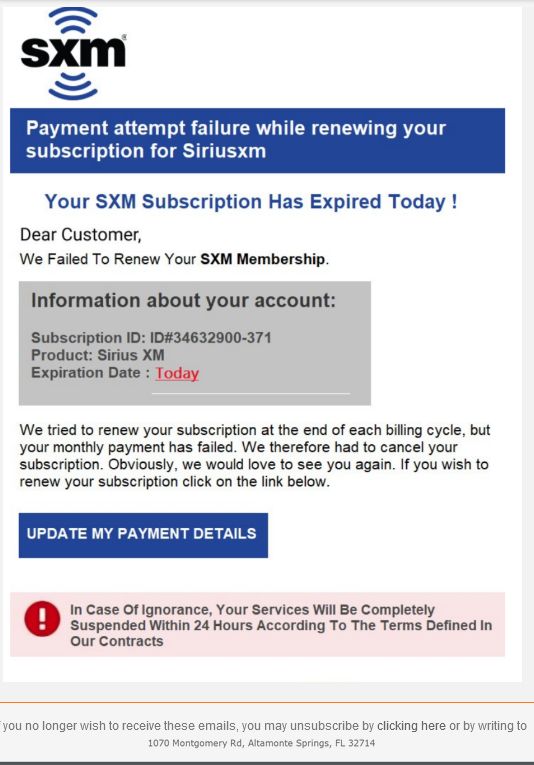 sxm
Payment attempt failure while renewing your
subscription for Siriusxm
Your SXM Subscription Has Expired Today !
Dear Customer,
We Failed To Renew Your SXM Membership.
Information about your account:
Subscription ID: ID#34632900-371
Product: Sirius XM
Expiration Date : Today
We tried to renew your subscription at the end of each billing cycle, but
your monthly payment has failed. We therefore had to cancel your
subscription. Obviously, we would love to see you again. If you wish to
renew your subscription click on the link below.
UPDATE MY PAYMENT DETAILS
In Case Of Ignorance, Your Services Will Be Completely
Suspended Within 24 Hours According To The Terms Defined In
Our Contracts
f you no longer wish to receive these emails, you may unsubscribe by clicking here or by writing to
1070 Montgomery Rd, Altamonte Springs, FL 32714